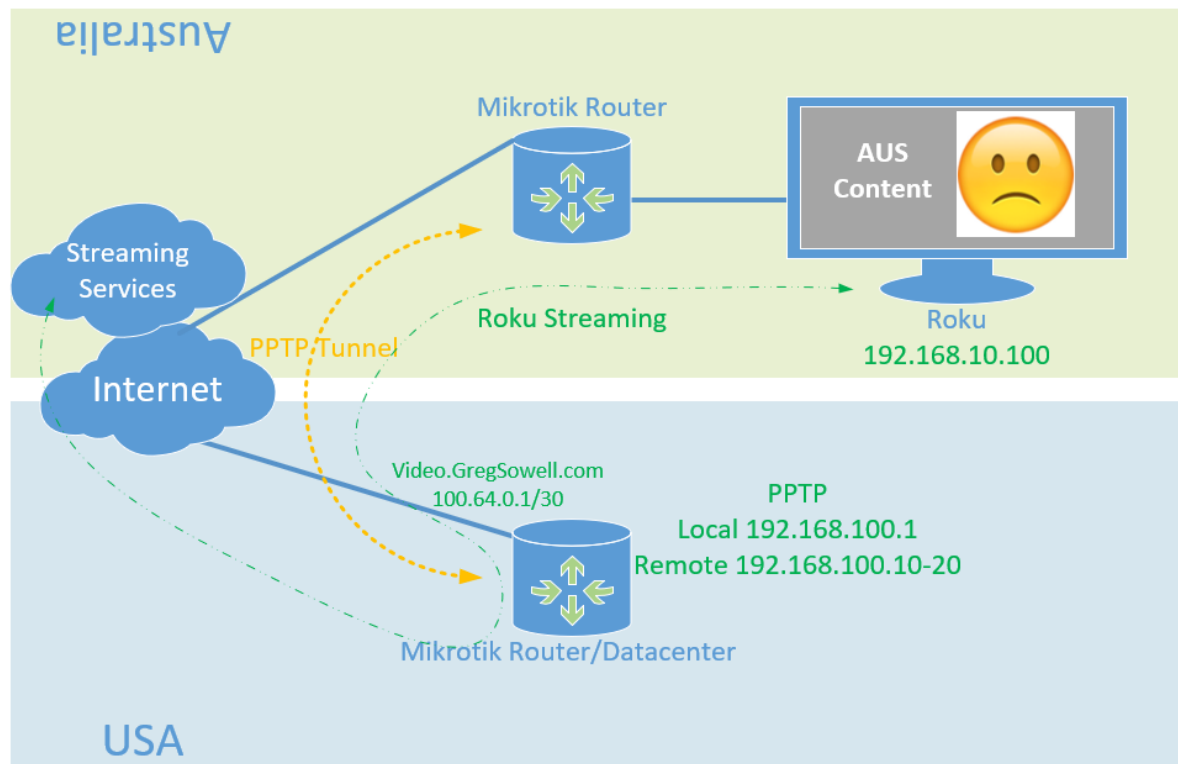 Australia
Mikrotik Router
AUS
Content
Streaming
Services
Roku Streaming
Roku
192.168.10.100
PPTP Tunnel
Internet
Video.GregSowell.com
100.64.0.1/30
PPTP
Local 192.168.100.1
Remote 192.168.100.10-20
Mikrotik Router/Datacenter
USA